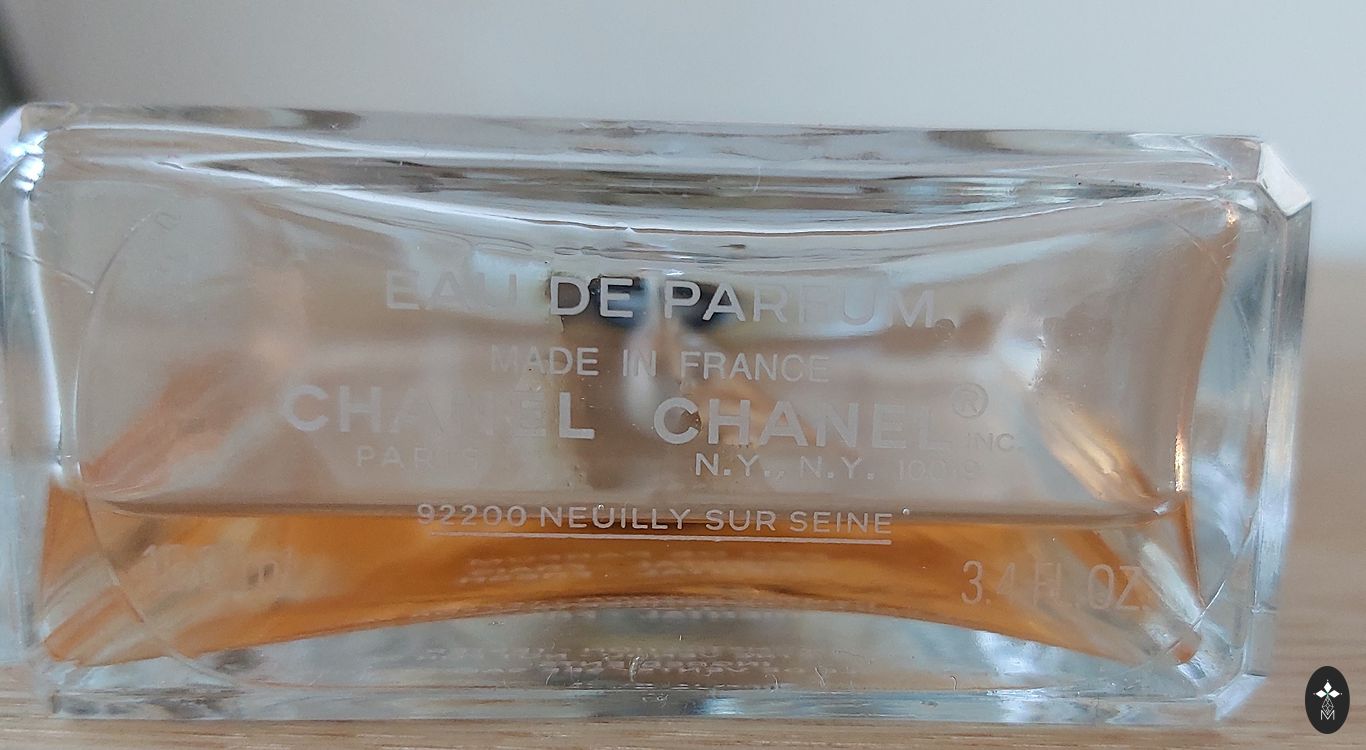 EAU DE PARFUM
MADE IN FRANCE
CHANEL CHANEL® INC.
PARIS N.Y., N.Y. 10019
92200 NEUILLY SUR SEINE
3.4 FL. OZ.
M